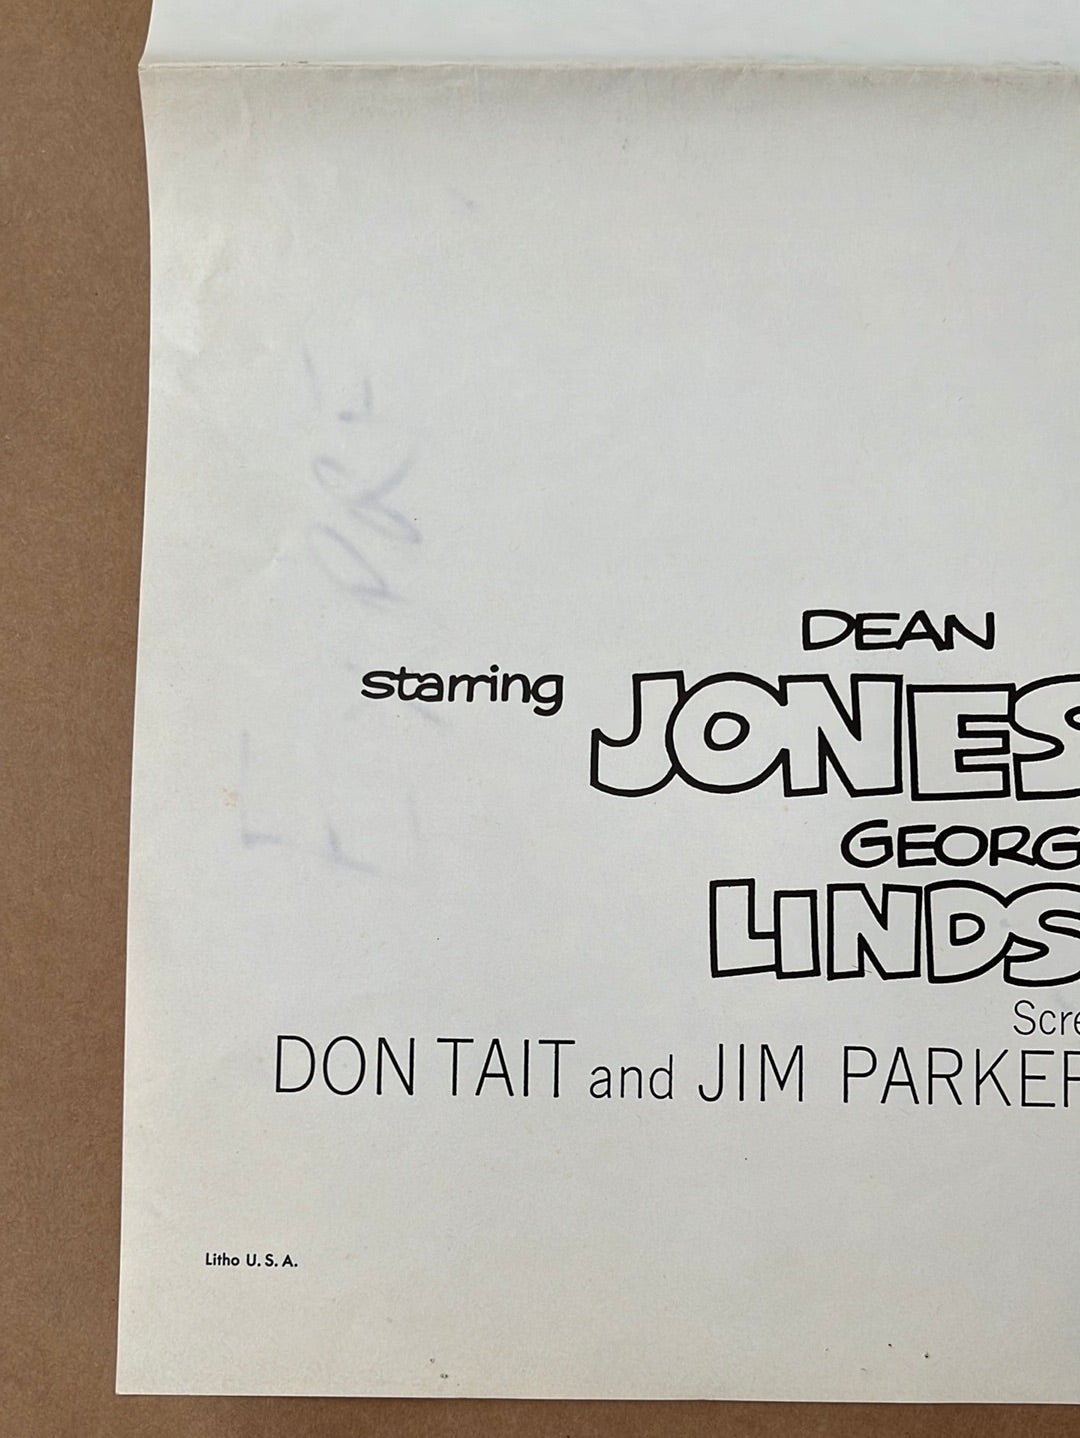 DEAN
starring JONES
GEORG
LINDS
Scre
DON TAIT and JIM PARKER
Litho U. S. A.